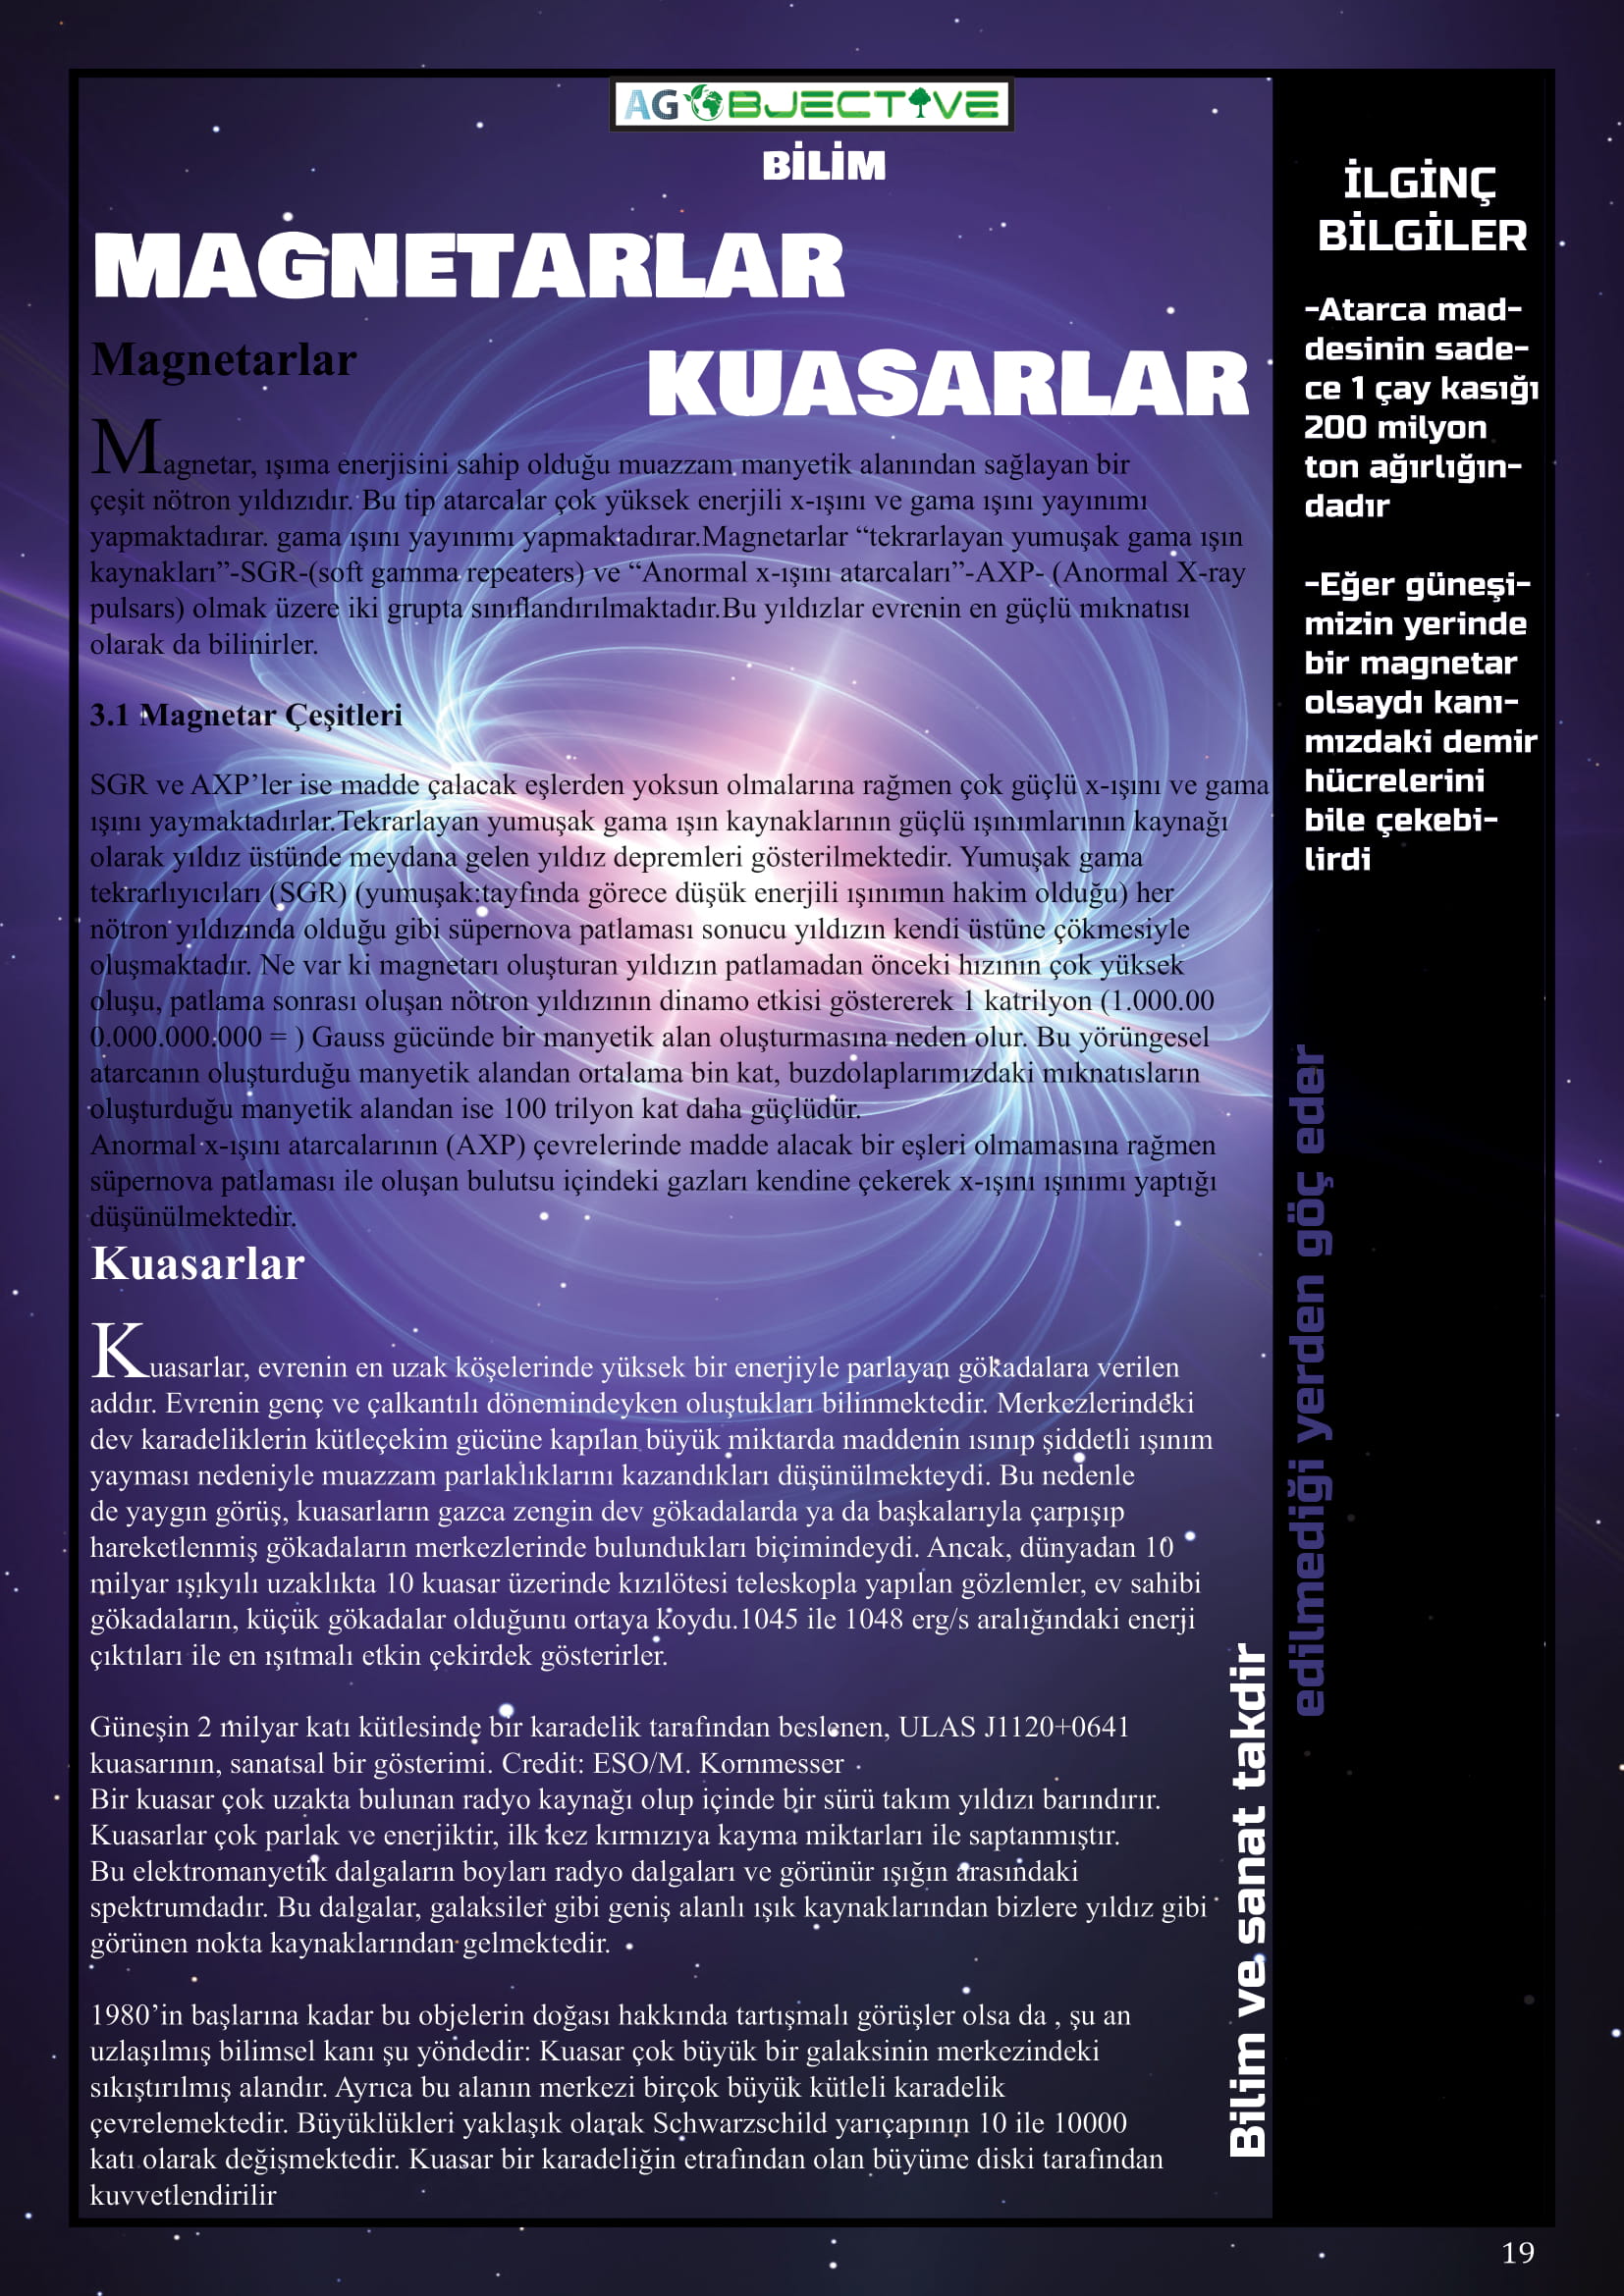 AG OBJECTIVE
BİLİM
MAGNETARLAR
KUASARLAR
Magnetarlar
Magnetar, ışıma enerjisini sahip olduğu muazzam manyetik alanından sağlayan bir
çeşit nötron yıldızıdır. Bu tip atarcalar çok yüksek enerjili x-ışını ve gama ışını yayınımı
yapmaktadırar. gama ışını yayınımı yapmaktadırar.Magnetarlar “tekrarlayan yumuşak gama ışın
kaynakları”-SGR-(soft gamma repeaters) ve “Anormal x-ışını atarcaları”-AXP- (Anormal X-ray
pulsars) olmak üzere iki grupta sınıflandırılmaktadır.Bu yıldızlar evrenin en güçlü mıknatısı
olarak da bilinirler.
3.1 Magnetar Çeşitleri
SGR ve AXP’ler ise madde çalacak eşlerden yoksun olmalarına rağmen çok güçlü x-ışını ve gama
ışını yaymaktadırlar.Tekrarlayan yumuşak gama ışın kaynaklarının güçlü ışınımlarının kaynağı
olarak yıldız üstünde meydana gelen yıldız depremleri gösterilmektedir. Yumuşak gama
tekrarlıyıcıları (SGR) (yumuşak:tayfında görece düşük enerjili ışınımın hakim olduğu) her
nötron yıldızında olduğu gibi süpernova patlaması sonucu yıldızın kendi üstüne çökmesiyle
oluşmaktadır. Ne var ki magnetarı oluşturan yıldızın patlamadan önceki hızının çok yüksek
oluşu, patlama sonrası oluşan nötron yıldızının dinamo etkisi göstererek 1 katrilyon (1.000.00
0.000.000.000 = ) Gauss gücünde bir manyetik alan oluşturmasına neden olur. Bu yörüngesel
atarcanın oluşturduğu manyetik alandan ortalama bin kat, buzdolaplarımızdaki mıknatısların
oluşturduğu manyetik alandan ise 100 trilyon kat daha güçlüdür.
Anormal x-ışını atarcalarının (AXP) çevrelerinde madde alacak bir eşleri olmamasına rağmen
süpernova patlaması ile oluşan bulutsu içindeki gazları kendine çekerek x-ışını ışınımı yaptığı
düşünülmektedir.
Kuasarlar
Kuasarlar, evrenin en uzak köşelerinde yüksek bir enerjiyle parlayan gökadalara verilen
addır. Evrenin genç ve çalkantılı dönemindeyken oluştukları bilinmektedir. Merkezlerindeki
dev karadeliklerin kütleçekim gücüne kapılan büyük miktarda maddenin ısınıp şiddetli ışınım
yayması nedeniyle muazzam parlaklıklarını kazandıkları düşünülmekteydi. Bu nedenle
de yaygın görüş, kuasarların gazca zengin dev gökadalarda ya da başkalarıyla çarpışıp
hareketlenmiş gökadaların merkezlerinde bulundukları biçimindeydi. Ancak, dünyadan 10
milyar ışıkyılı uzaklıkta 10 kuasar üzerinde kızılötesi teleskopla yapılan gözlemler, ev sahibi
gökadaların, küçük gökadalar olduğunu ortaya koydu.1045 ile 1048 erg/s aralığındaki enerji
çıktıları ile en ışıtmalı etkin çekirdek gösterirler.
Güneşin 2 milyar katı kütlesinde bir karadelik tarafından beslenen, ULAS J1120+0641
kuasarının, sanatsal bir gösterimi. Credit: ESO/M. Kornmesser
Bir kuasar çok uzakta bulunan radyo kaynağı olup içinde bir sürü takım yıldızı barındırır.
Kuasarlar çok parlak ve enerjiktir, ilk kez kırmızıya kayma miktarları ile saptanmıştır.
Bu elektromanyetik dalgaların boyları radyo dalgaları ve görünür ışığın arasındaki
spektrumdadır. Bu dalgalar, galaksiler gibi geniş alanlı ışık kaynaklarından bizlere yıldız gibi
görünen nokta kaynaklarından gelmektedir.
1980’in başlarına kadar bu objelerin doğası hakkında tartışmalı görüşler olsa da , şu an
uzlaşılmış bilimsel kanı şu yöndedir: Kuasar çok büyük bir galaksinin merkezindeki
sıkıştırılmış alandır. Ayrıca bu alanın merkezi birçok büyük kütleli karadelik
çevrelemektedir. Büyüklükleri yaklaşık olarak Schwarzschild yarıçapının 10 ile 10000
katı olarak değişmektedir. Kuasar bir karadeliğin etrafından olan büyüme diski tarafından
kuvvetlendirilir
Bilim ve sanat takdir
edilmediği yerden göç eder
İLGİNÇ
BİLGİLER
-Atarca mad-
desinin sade-
ce 1 çay kasığı
200 milyon
ton ağırlığın-
dadır
-Eğer güneşi-
mizin yerinde
bir magnetar
olsaydı kanı-
mızdaki demir
hücrelerini
bile çekebi-
lirdi
19